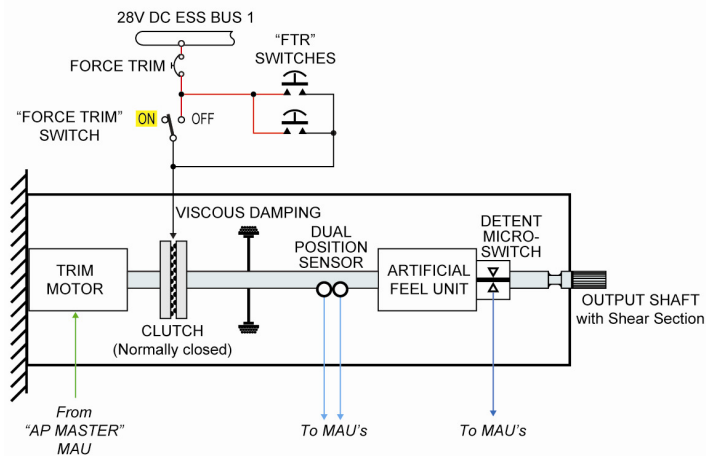 28V DC ESS BUS 1
FORCE TRIM
“FTR”
SWITCHES
“FORCE TRIM”
SWITCH
ON
OFF
VISCOUS DAMPING
DUAL
POSITION
SENSOR
DETENT
MICRO-
SWITCH
TRIM
MOTOR
CLUTCH
(Normally closed)
ARTIFICIAL
FEEL UNIT
OUTPUT SHAFT
with Shear Section
From
“AP MASTER”
MAU
To MAU’s
To MAU’s